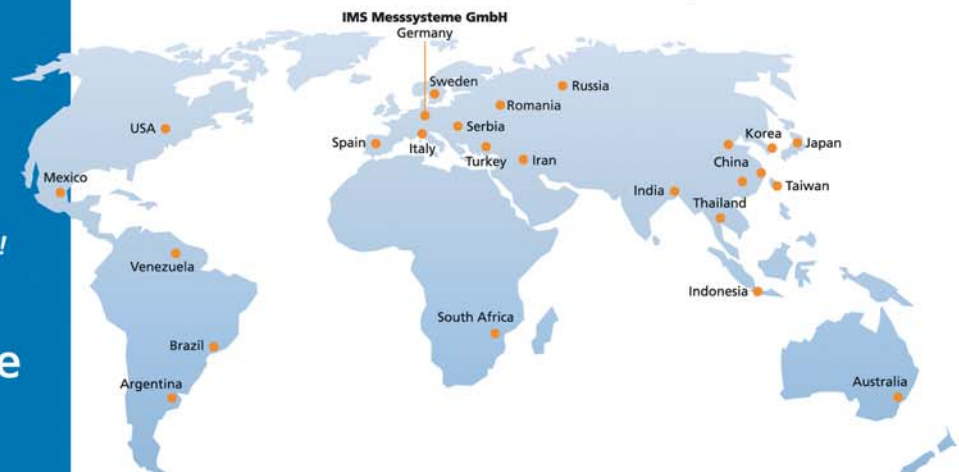 IMS Messsysteme GmbH
Germany
Sweden
Russia
Romania
USA
Serbia
Korea
Spain
Italy
Japan
Turkey
Iran
China
Mexico
India
Taiwan
Thailand
!
Venezuela
Indonesia
South Africa
Brazil
e
Argentina
Australia